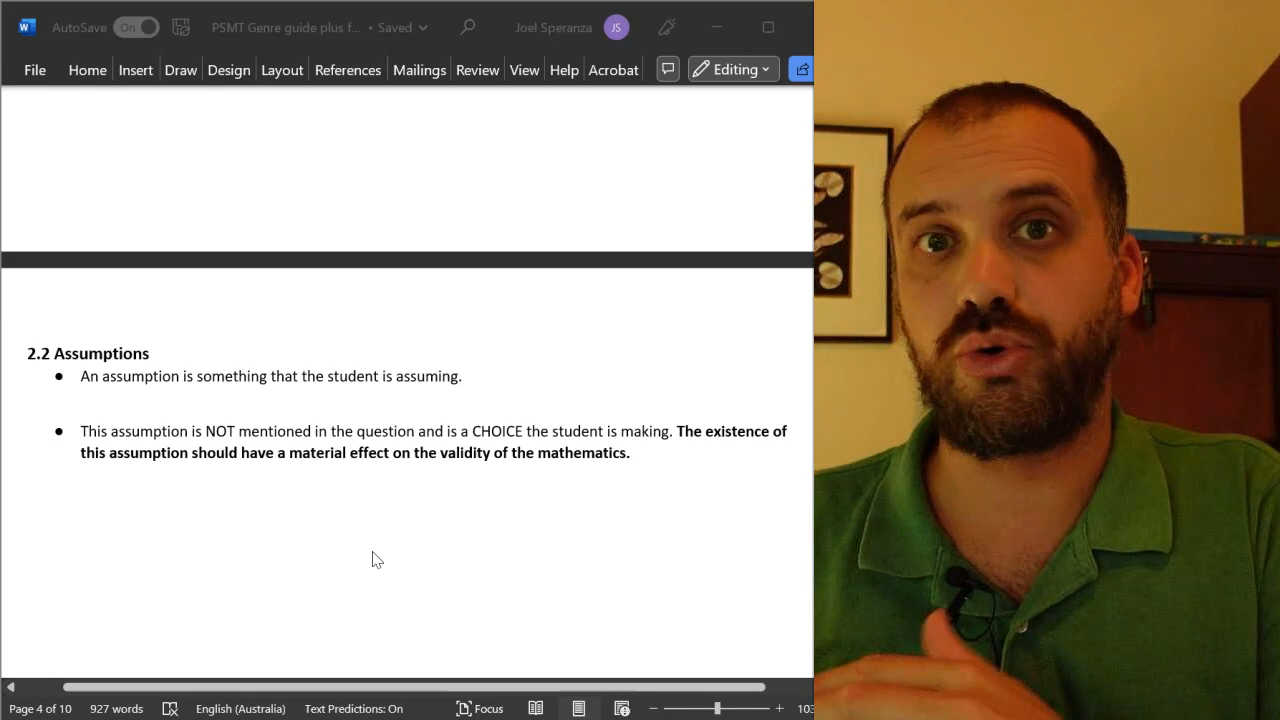 AutoSave On PSMT Genre guide plus f... • Saved Joel Speranza JS
File Home Insert Draw Design Layout References Mailings Review View Help Acrobat Editing
2.2 Assumptions
● An assumption is something that the student is assuming.
● This assumption is NOT mentioned in the question and is a CHOICE the student is making. The existence of
this assumption should have a material effect on the validity of the mathematics.
Page 4 of 10 927 words English (Australia) Text Predictions: On Focus 103